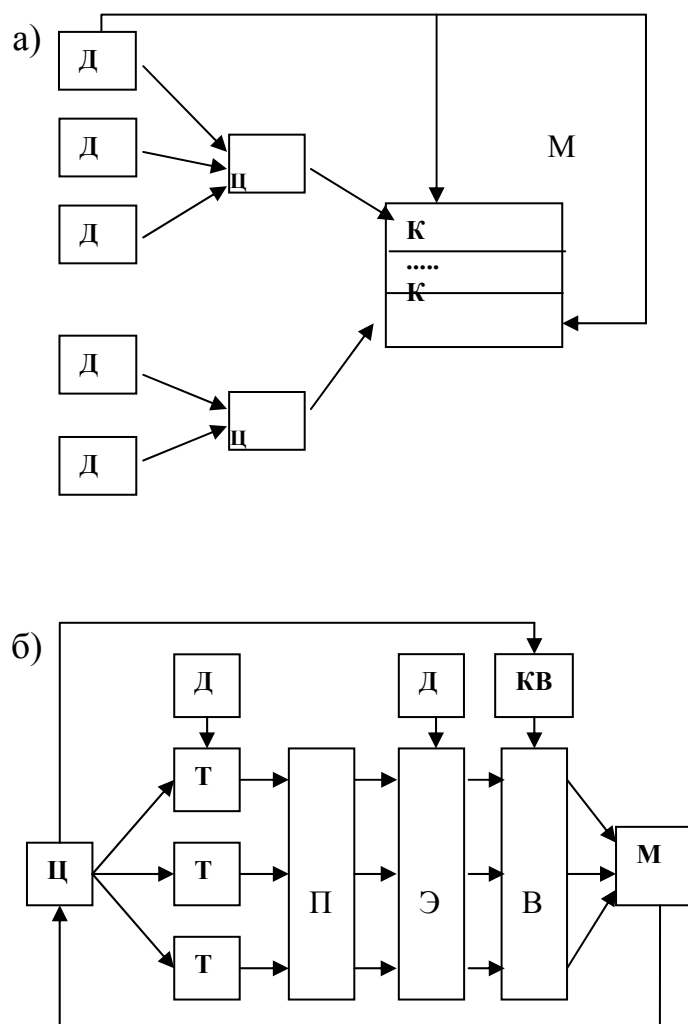 а)
Д
Д
Ц
М
Д
К
.....
К
Д
Ц
Д
б)
Д Д КВ
Т
Ц Т М
П Э В
Т